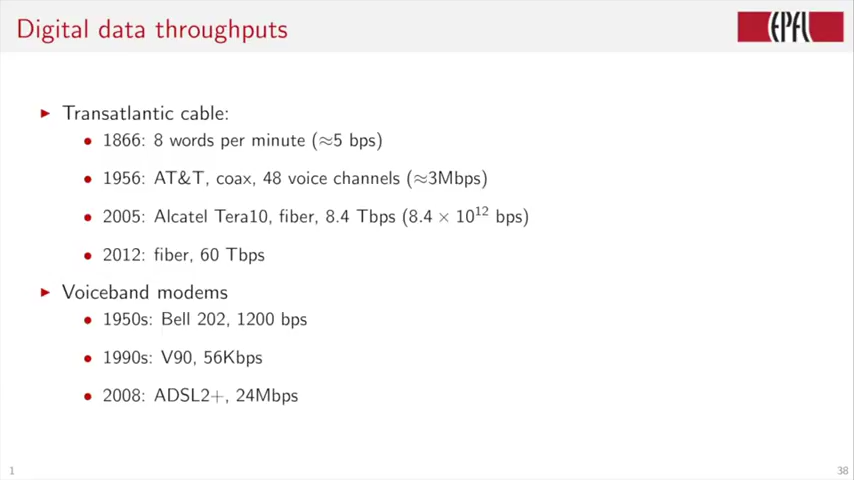 Digital data throughputs
EPFL
Transatlantic cable:
1866: 8 words per minute (≈5 bps)
1956: AT&T, coax, 48 voice channels (≈3Mbps)
2005: Alcatel Tera10, fiber, 8.4 Tbps (8.4 × 10¹² bps)
2012: fiber, 60 Tbps
Voiceband modems
1950s: Bell 202, 1200 bps
1990s: V90, 56Kbps
2008: ADSL2+, 24Mbps
1 38